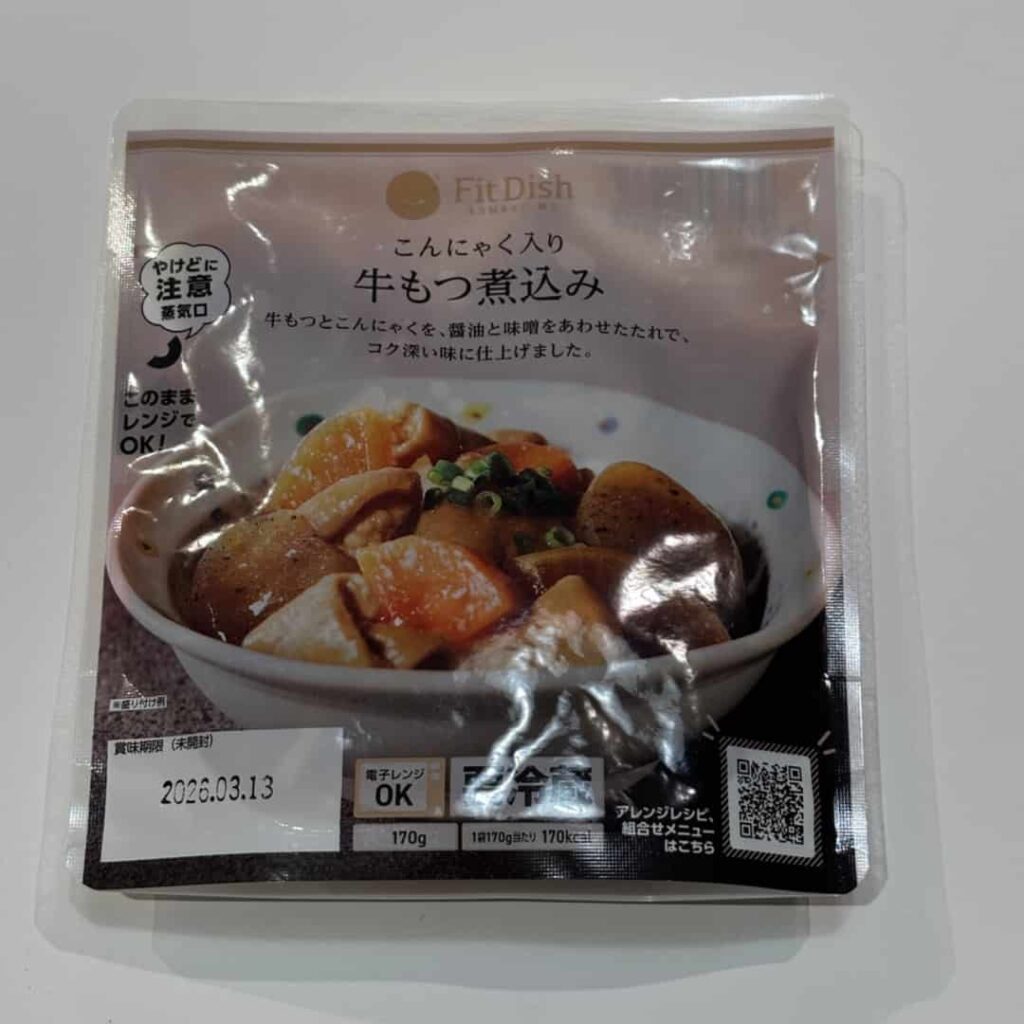 Fit Dish
こんにゃく入り
牛もつ煮込み
牛もつとこんにゃくを、醤油と味噌をあわせたたれで、
コク深い味に仕上げました。
やけどに
注意
蒸気口
このまま
レンジで
OK!
※盛り付け例
賞味期限（未開封）
2026.03.13
電子レンジ
OK
要冷蔵
170g
1袋170g当たり 170kcal
アレンジレシピ、
組合せメニュー
はこちら